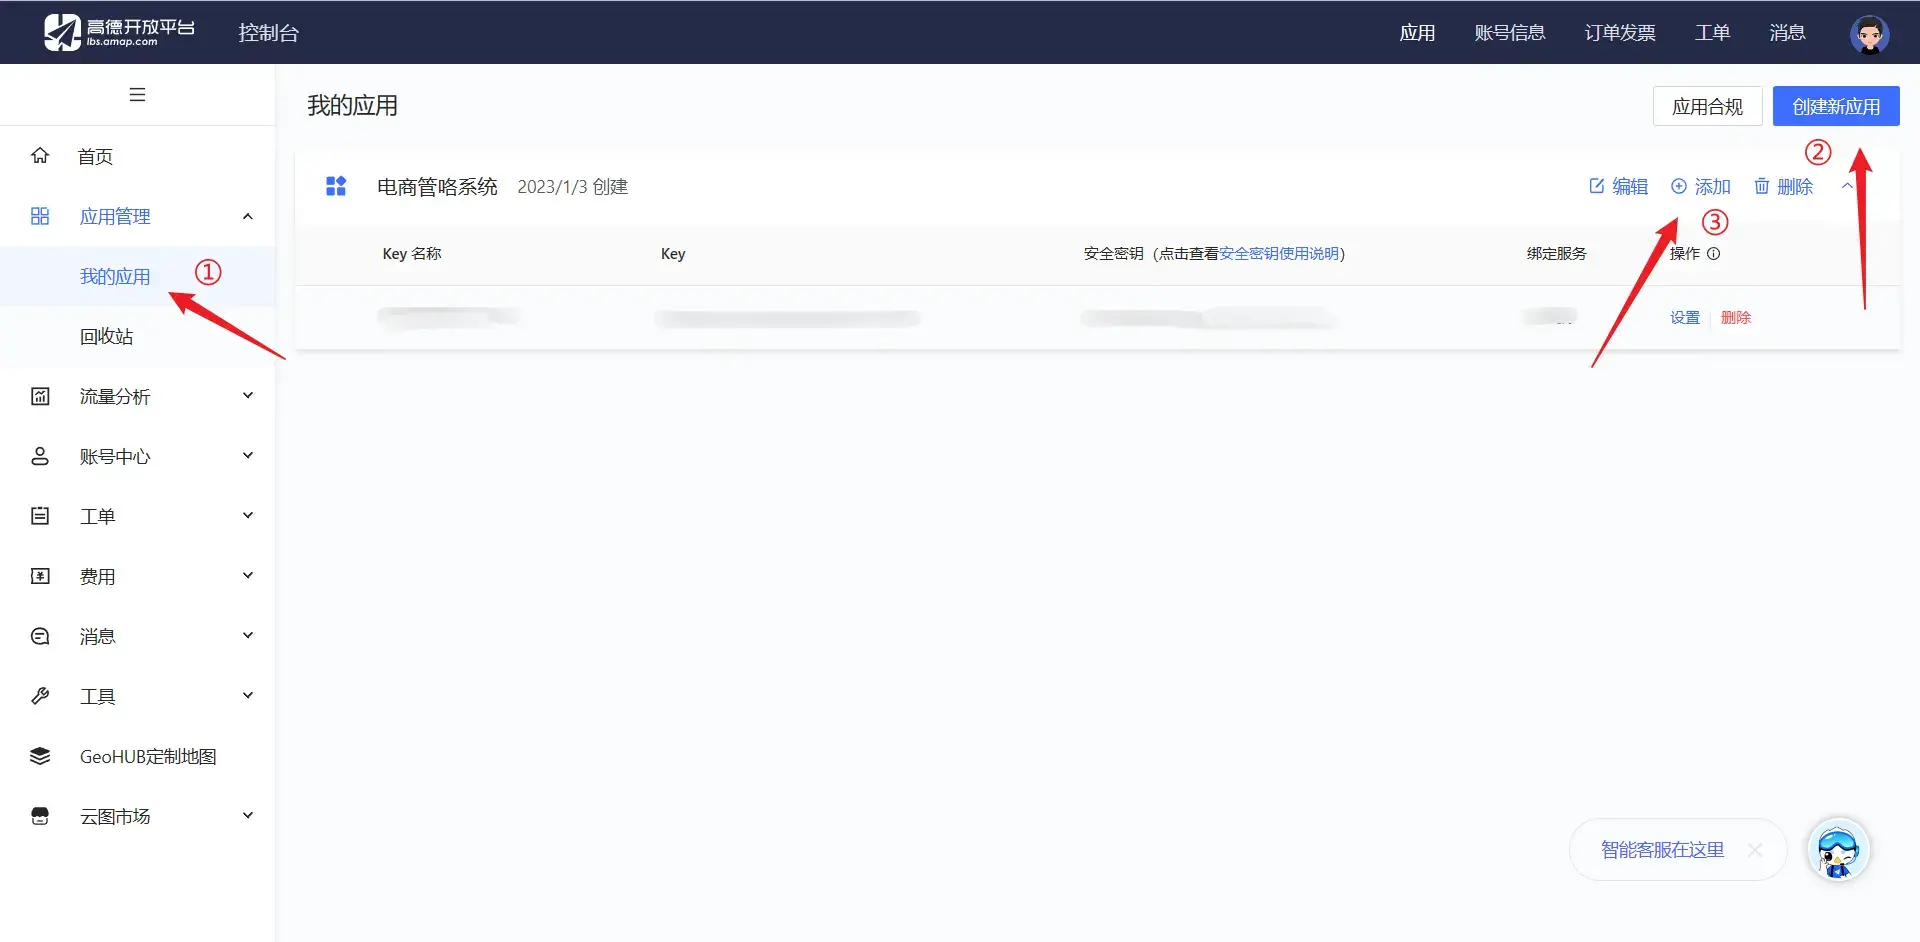 高德开放平台
lbs.amap.com
控制台
应用
账号信息
订单发票
工单
消息
我的应用
应用合规
创建新应用
首页
应用管理
我的应用
①
回收站
流量分析
账号中心
工单
费用
消息
工具
GeoHUB定制地图
云图市场
②
电商管咯系统 2023/1/3 创建
编辑
添加
删除
③
Key 名称
Key
安全密钥（点击查看安全密钥使用说明）
绑定服务
操作
设置
删除
智能客服在这里